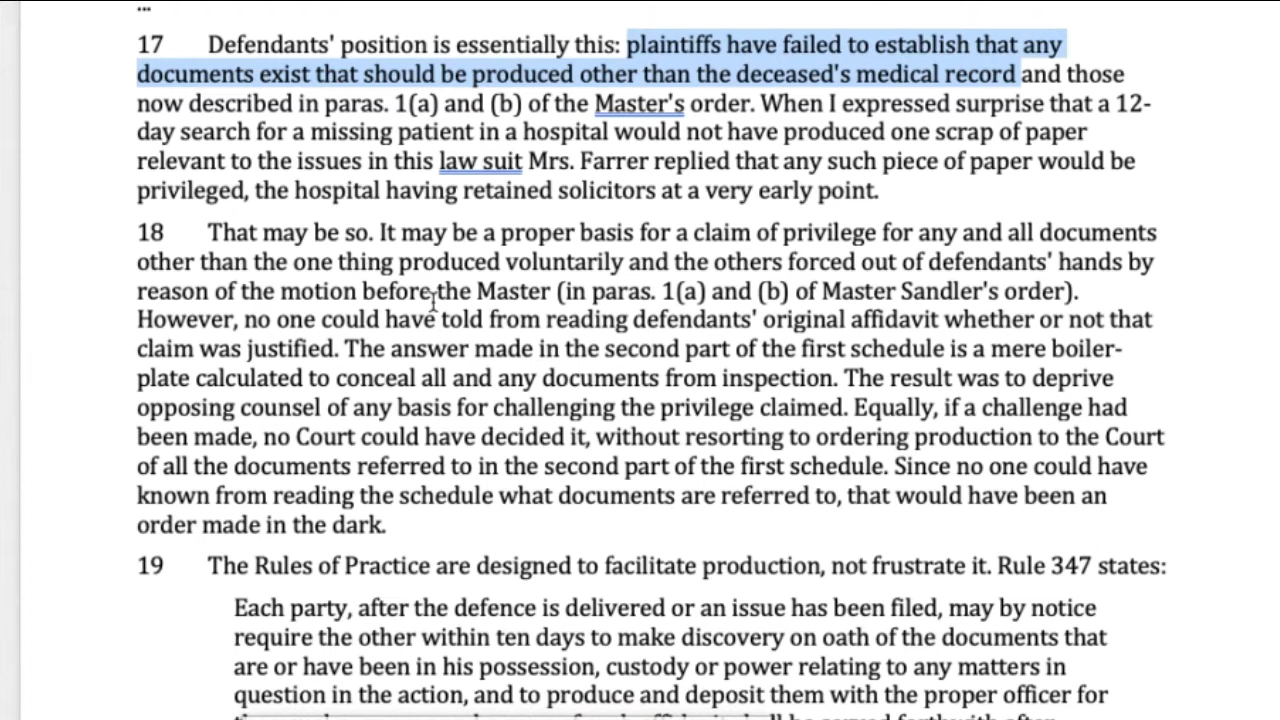 ...
17 Defendants' position is essentially this: plaintiffs have failed to establish that any
documents exist that should be produced other than the deceased's medical record and those
now described in paras. 1(a) and (b) of the Master's order. When I expressed surprise that a 12-
day search for a missing patient in a hospital would not have produced one scrap of paper
relevant to the issues in this law suit Mrs. Farrer replied that any such piece of paper would be
privileged, the hospital having retained solicitors at a very early point.
18 That may be so. It may be a proper basis for a claim of privilege for any and all documents
other than the one thing produced voluntarily and the others forced out of defendants' hands by
reason of the motion before the Master (in paras. 1(a) and (b) of Master Sandler's order).
However, no one could have told from reading defendants' original affidavit whether or not that
claim was justified. The answer made in the second part of the first schedule is a mere boiler-
plate calculated to conceal all and any documents from inspection. The result was to deprive
opposing counsel of any basis for challenging the privilege claimed. Equally, if a challenge had
been made, no Court could have decided it, without resorting to ordering production to the Court
of all the documents referred to in the second part of the first schedule. Since no one could have
known from reading the schedule what documents are referred to, that would have been an
order made in the dark.
19 The Rules of Practice are designed to facilitate production, not frustrate it. Rule 347 states:
Each party, after the defence is delivered or an issue has been filed, may by notice
require the other within ten days to make discovery on oath of the documents that
are or have been in his possession, custody or power relating to any matters in
question in the action, and to produce and deposit them with the proper officer for